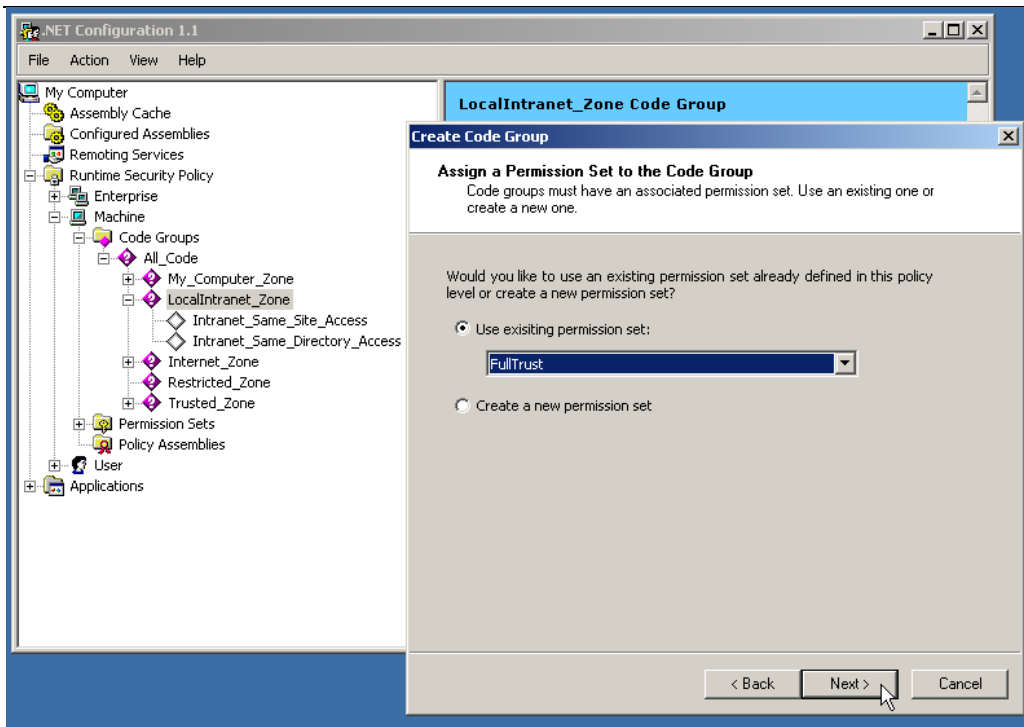 .NET Configuration 1.1
File Action View Help
My Computer
Assembly Cache
Configured Assemblies
Remoting Services
Runtime Security Policy
Enterprise
Machine
Code Groups
All_Code
My_Computer_Zone
LocalIntranet_Zone
Intranet_Same_Site_Access
Intranet_Same_Directory_Access
Internet_Zone
Restricted_Zone
Trusted_Zone
Permission Sets
Policy Assemblies
User
Applications
LocalIntranet_Zone Code Group
Create Code Group
Assign a Permission Set to the Code Group
Code groups must have an associated permission set. Use an existing one or
create a new one.
Would you like to use an existing permission set already defined in this policy
level or create a new permission set?
Use exisiting permission set:
FullTrust
Create a new permission set
< Back Next > Cancel